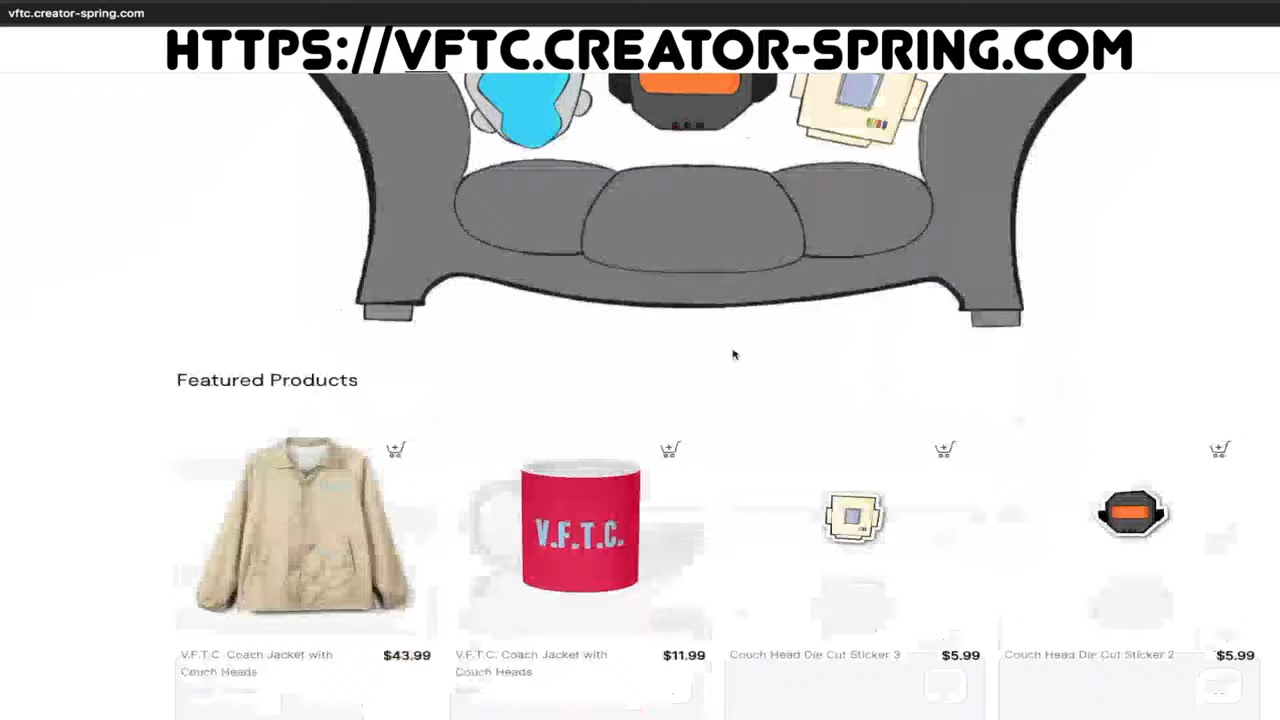 vftc.creator-spring.com
HTTPS://VFTC.CREATOR-SPRING.COM
Featured Products
V.F.T.C.
V.F.T.C. Coach Jacket with Couch Heads $43.99
V.F.T.C. Coach Jacket with Couch Heads $11.99
Couch Head Die Cut Sticker 3 $5.99
Couch Head Die Cut Sticker 2 $5.99